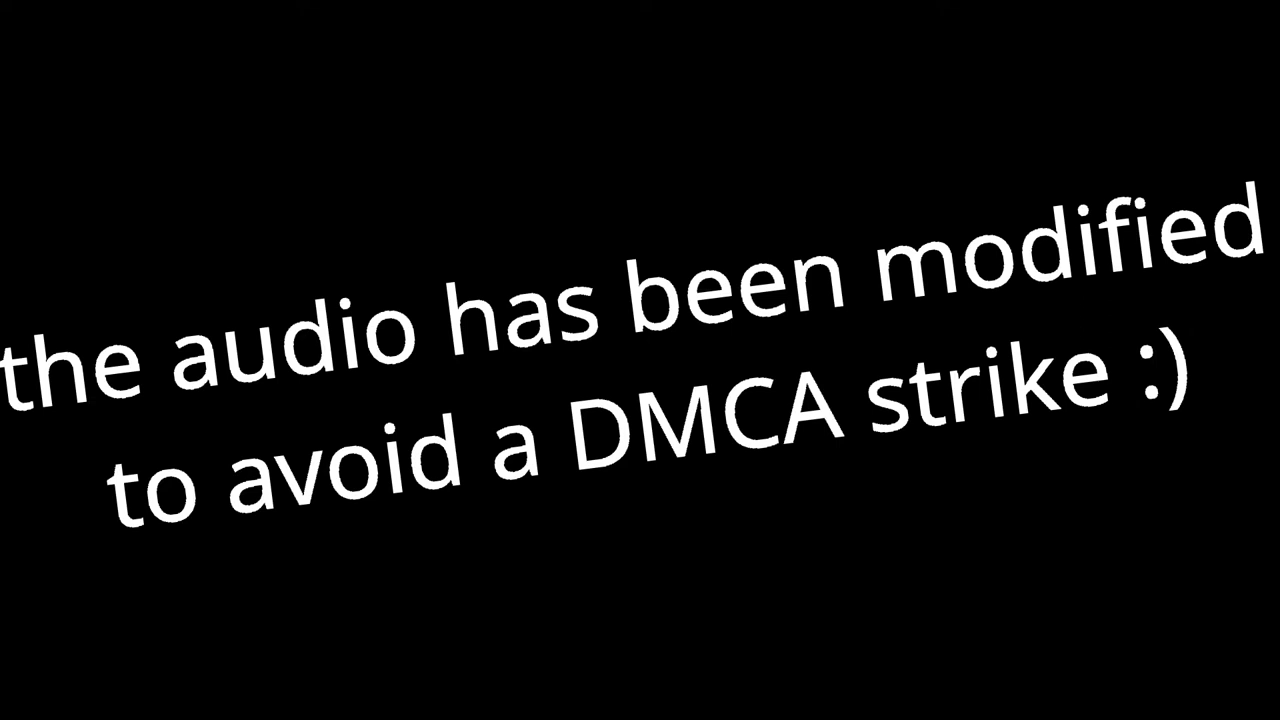 the audio has been modified
to avoid a DMCA strike :)